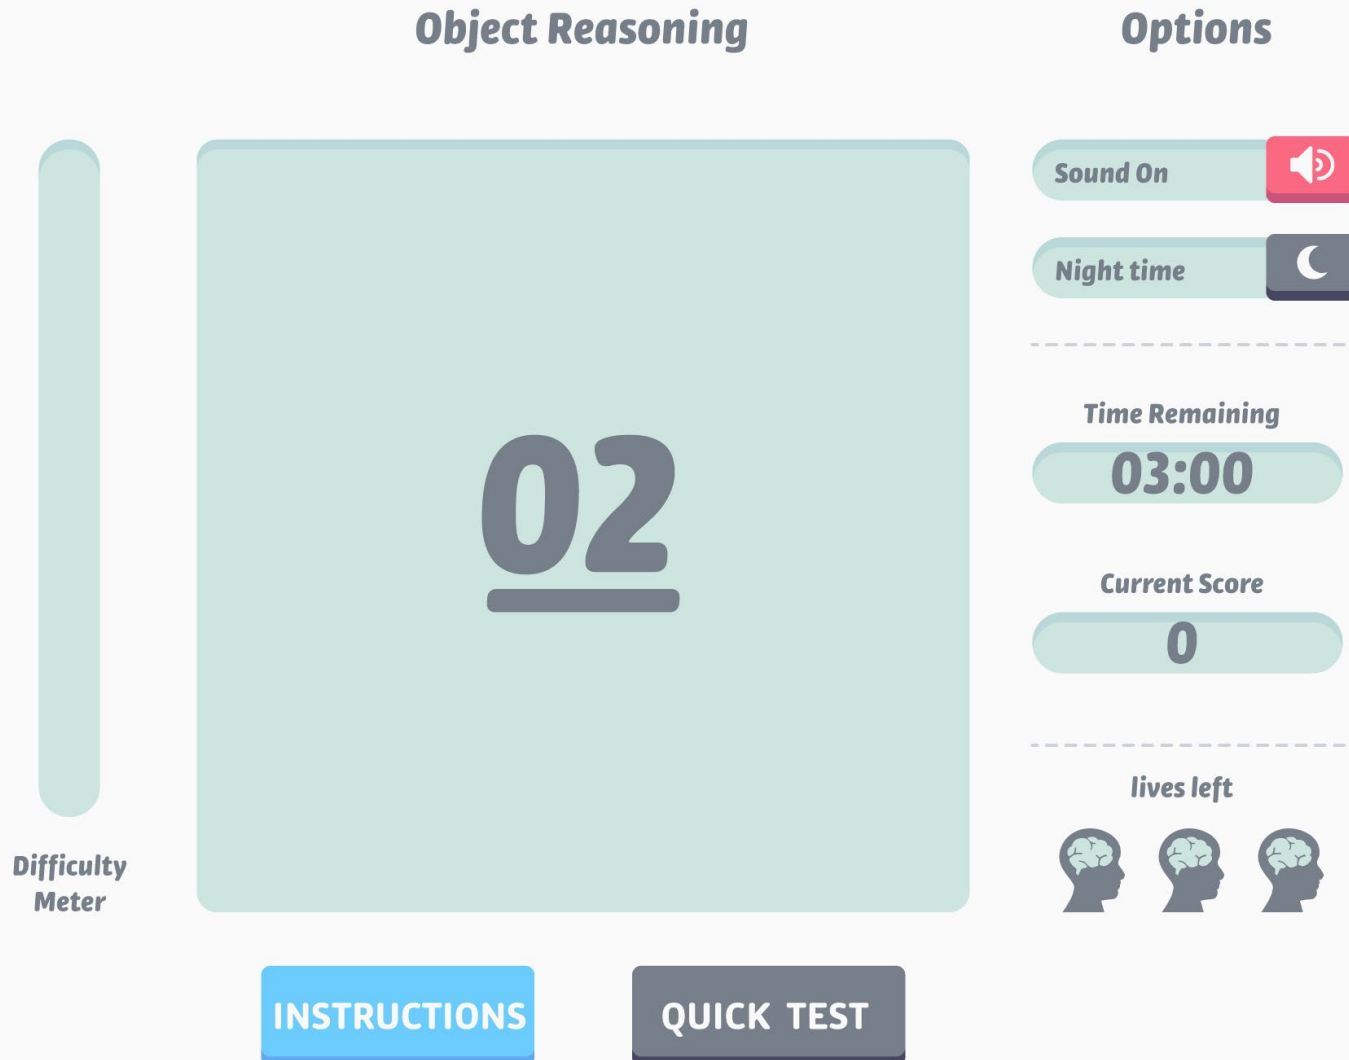 Object Reasoning
Options
Sound On
Night time
02
Time Remaining
03:00
Current Score
0
lives left
Difficulty
Meter
INSTRUCTIONS
QUICK TEST